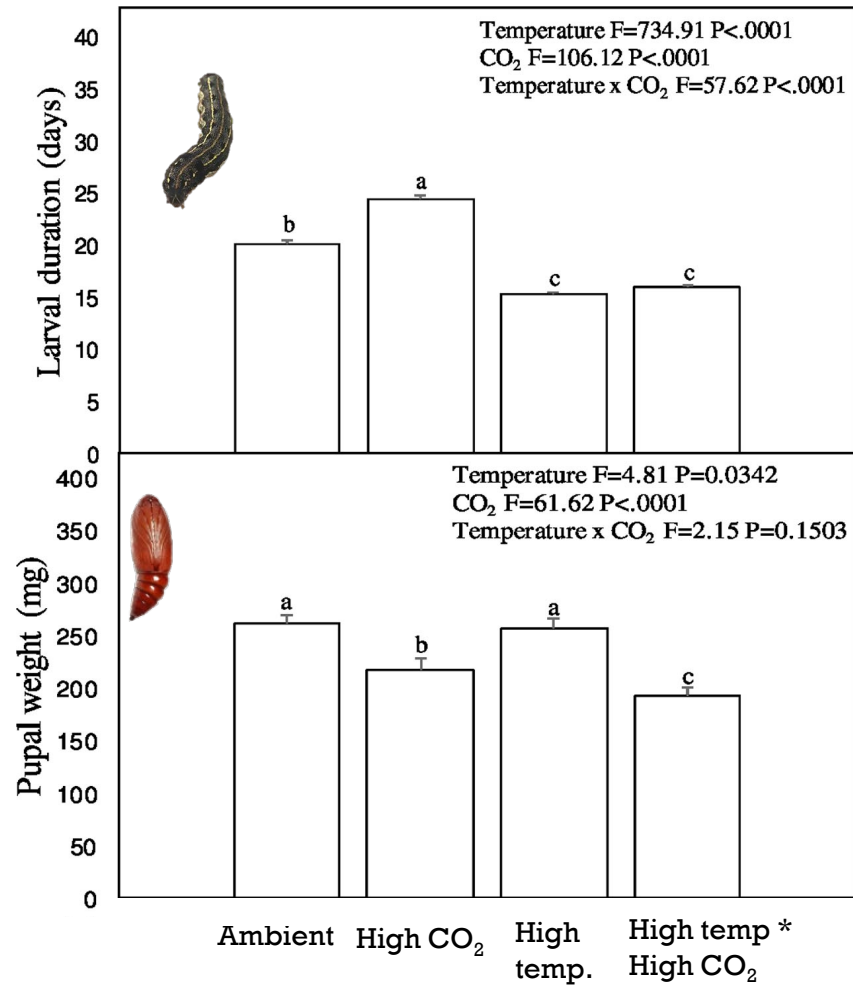 Temperature F=734.91 P<.0001
CO₂ F=106.12 P<.0001
Temperature x CO₂ F=57.62 P<.0001
Larval duration (days)
40
35
30
25
20
15
10
5
0
b
a
c
c
Temperature F=4.81 P=0.0342
CO₂ F=61.62 P<.0001
Temperature x CO₂ F=2.15 P=0.1503
Pupal weight (mg)
400
350
300
250
200
150
100
50
0
a
b
a
c
Ambient
High CO₂
High
temp.
High temp *
High CO₂